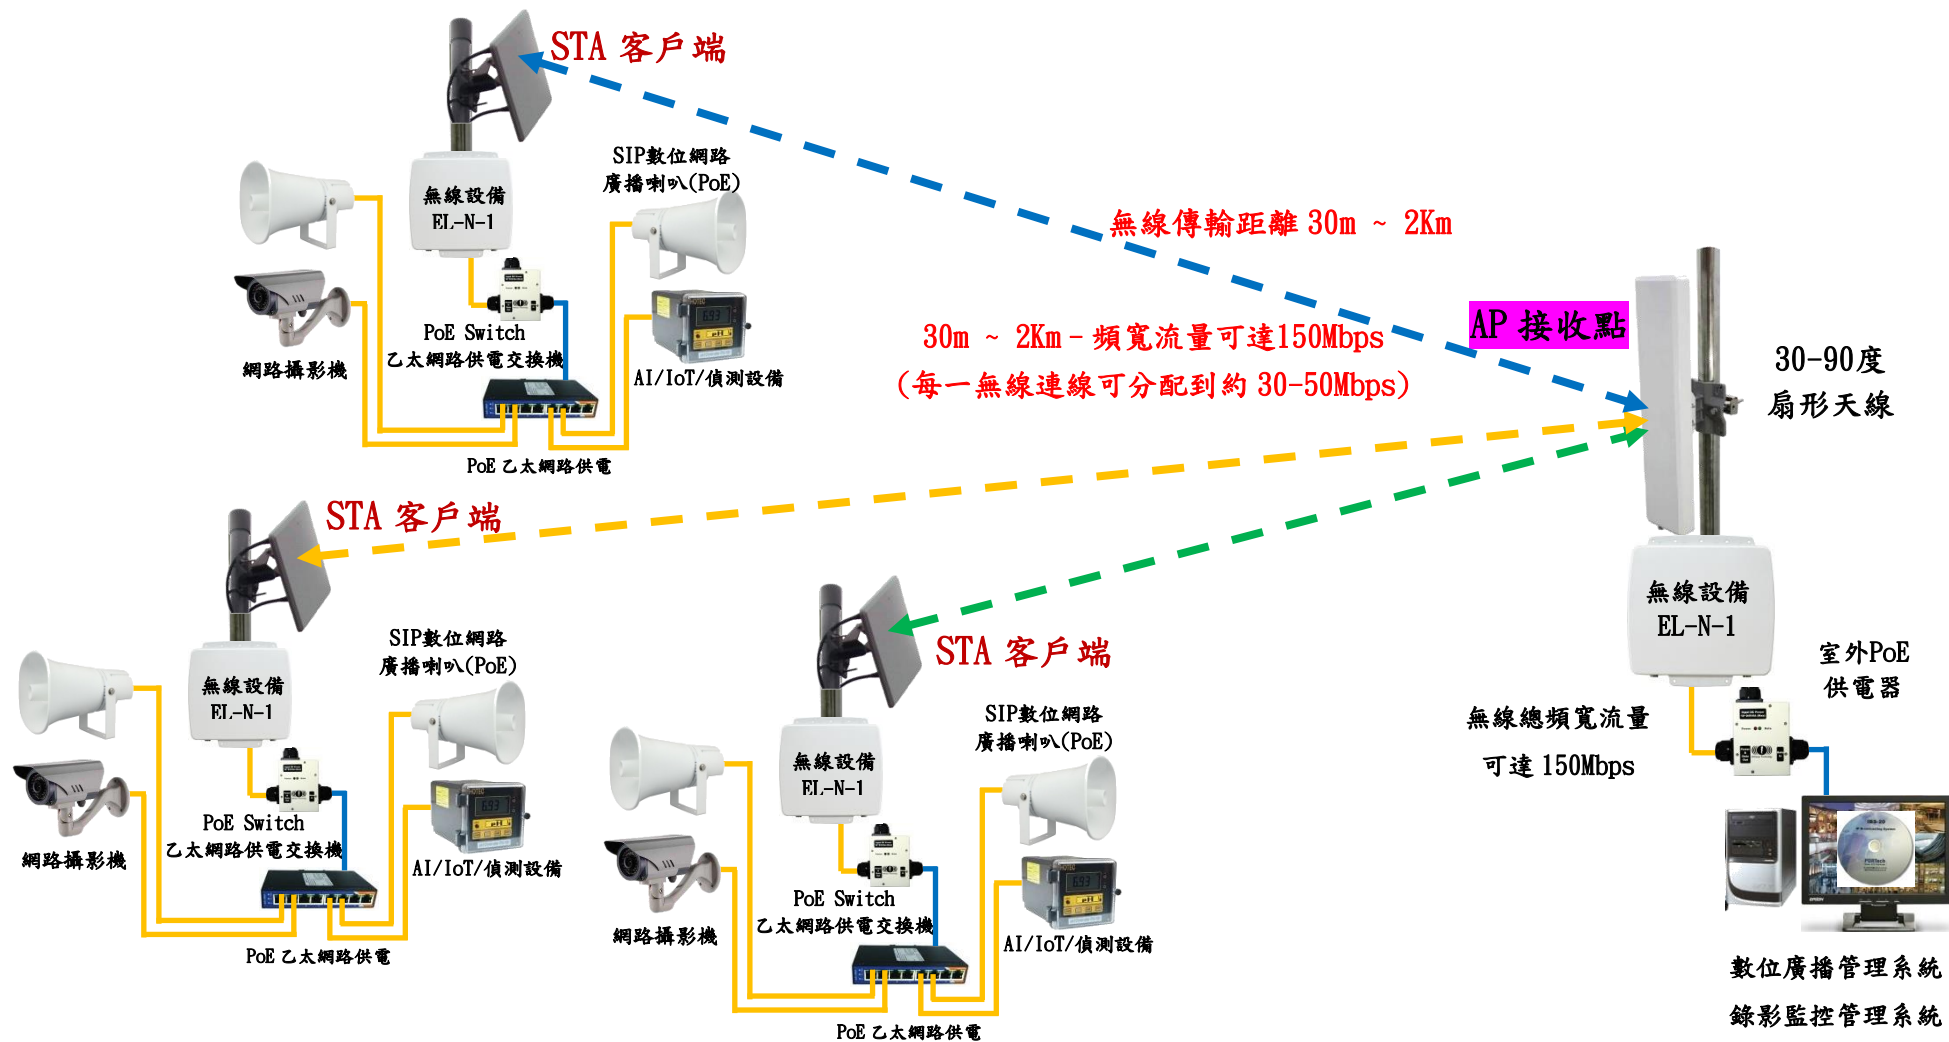 STA 客戶端
SIP數位網路
廣播喇叭(PoE)
無線設備
EL-N-1
PoE Switch
乙太網路供電交換機
網路攝影機
AI/IoT/偵測設備
PoE 乙太網路供電
無線傳輸距離 30m ~ 2Km
30m ~ 2Km–頻寬流量可達150Mbps
(每一無線連線可分配到約 30-50Mbps)
AP 接收點
30-90度
扇形天線
無線設備
EL-N-1
室外PoE
供電器
無線總頻寬流量
可達 150Mbps
數位廣播管理系統
錄影監控管理系統
STA 客戶端
SIP數位網路
廣播喇叭(PoE)
無線設備
EL-N-1
6.93
PoE Switch
乙太網路供電交換機
網路攝影機
AI/IoT/偵測設備
PoE 乙太網路供電
STA 客戶端
SIP數位網路
廣播喇叭(PoE)
無線設備
EL-N-1
6.93
PoE Switch
乙太網路供電交換機
網路攝影機
AI/IoT/偵測設備
PoE 乙太網路供電
6.93